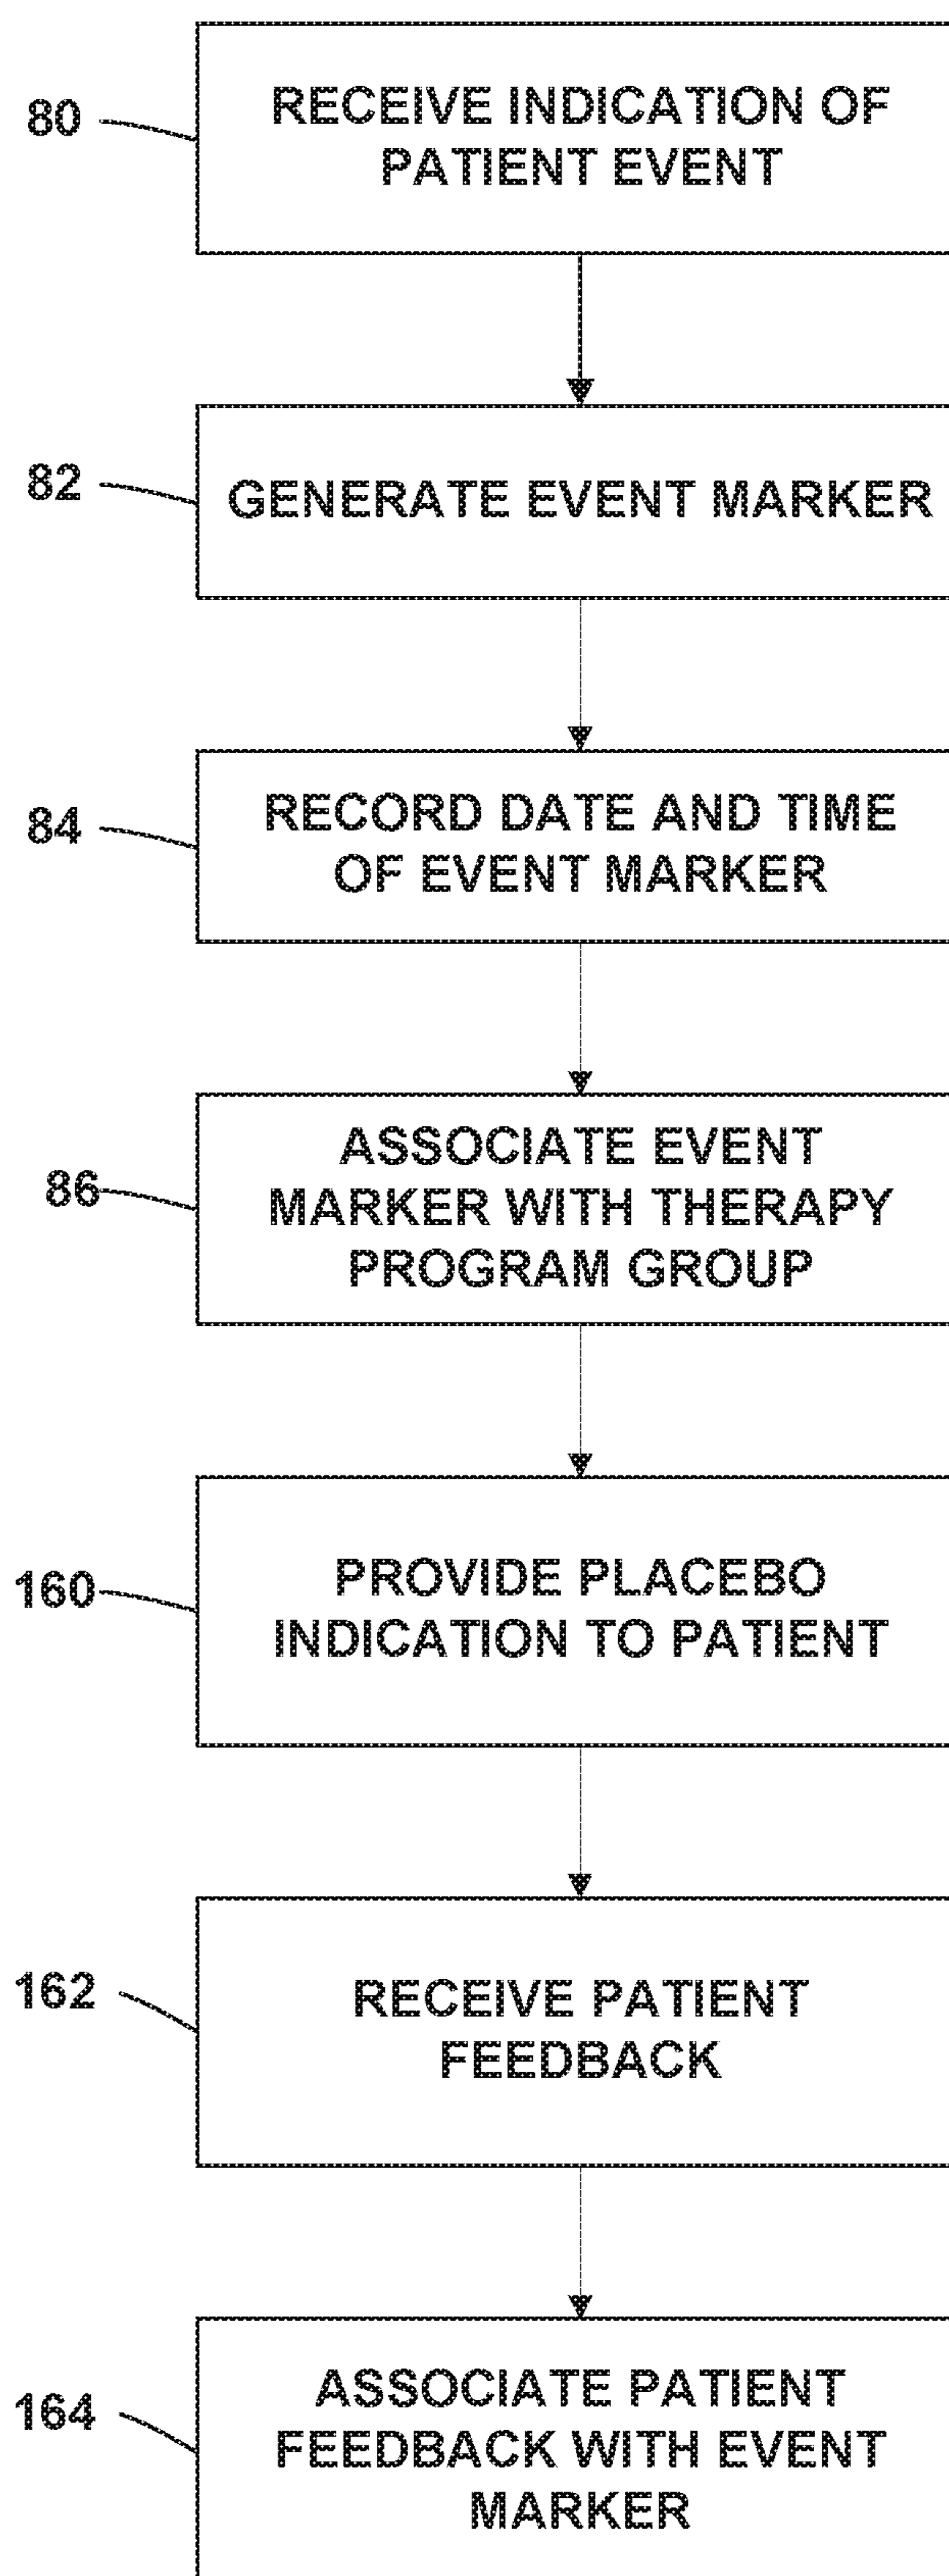 80
RECEIVE INDICATION OF
PATIENT EVENT
82
GENERATE EVENT MARKER
84
RECORD DATE AND TIME
OF EVENT MARKER
86
ASSOCIATE EVENT
MARKER WITH THERAPY
PROGRAM GROUP
160
PROVIDE PLACEBO
INDICATION TO PATIENT
162
RECEIVE PATIENT
FEEDBACK
164
ASSOCIATE PATIENT
FEEDBACK WITH EVENT
MARKER